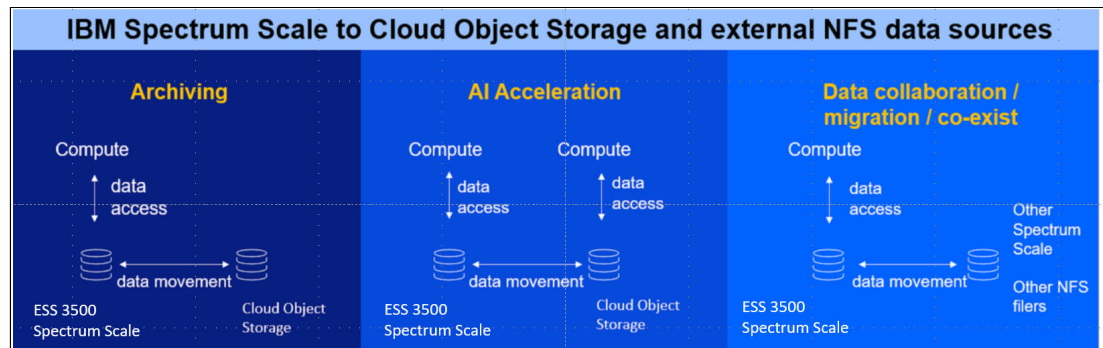 IBM Spectrum Scale to Cloud Object Storage and external NFS data sources
Archiving
Compute
data
access
data movement
ESS 3500
Spectrum Scale
Cloud Object
Storage
AI Acceleration
Compute
Compute
data
access
data
access
data movement
ESS 3500
Spectrum Scale
Cloud Object
Storage
Data collaboration /
migration / co-exist
Compute
data
access
Other
Spectrum
Scale
data movement
Other NFS
filers
ESS 3500
Spectrum Scale